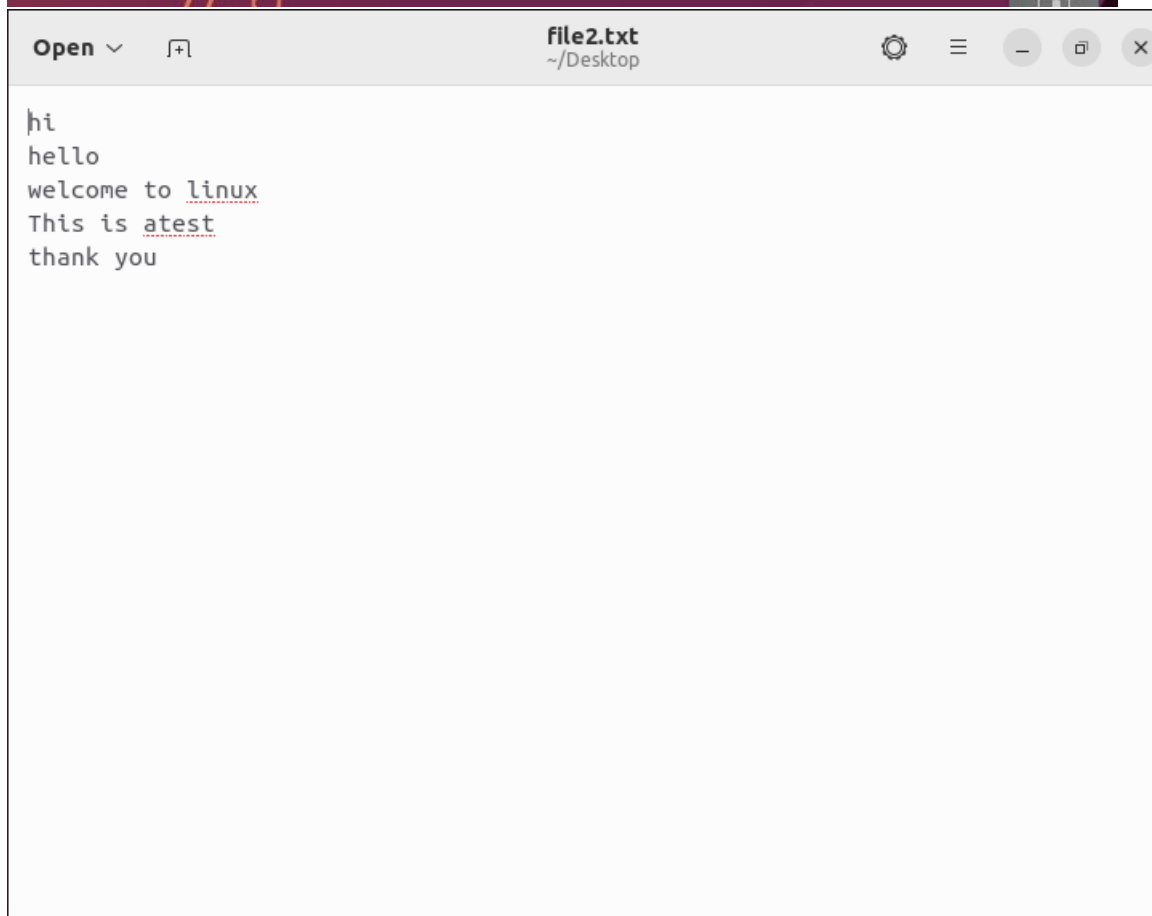 Open
file2.txt
~/Desktop
hi
hello
welcome to linux
This is atest
thank you